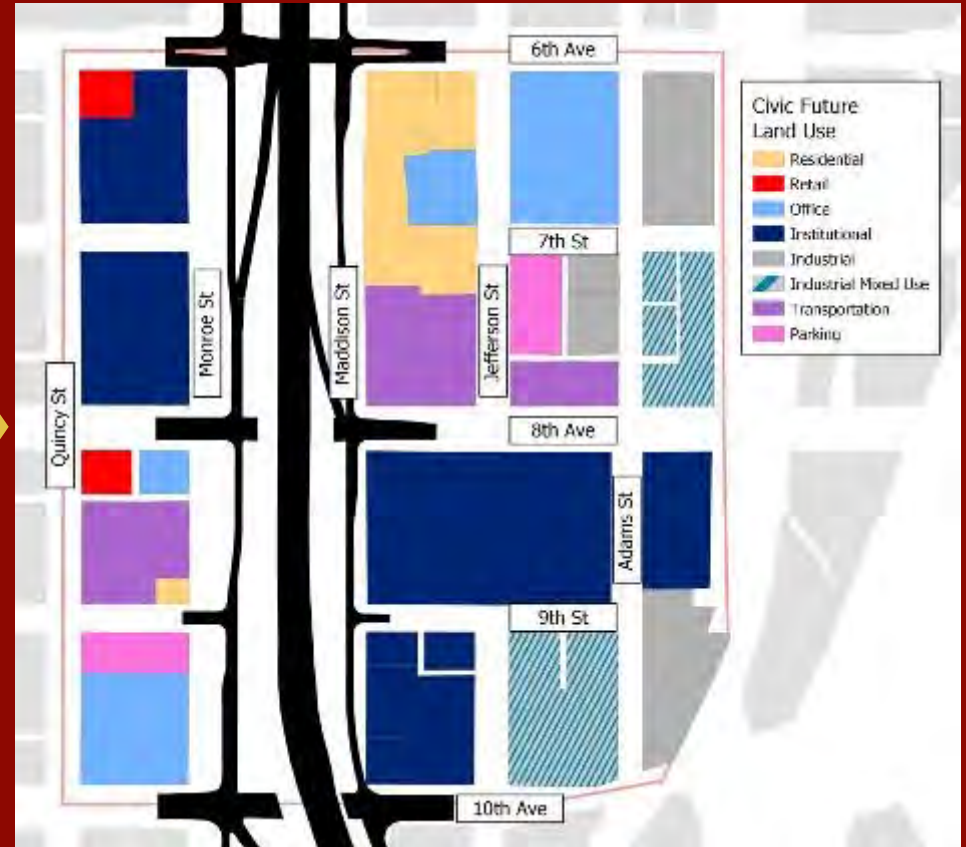 6th Ave
Civic Future
Land Use
Residential
Retail
Office
Institutional
Industrial
Industrial Mixed Use
Transportation
Parking
7th St
Monroe St
Maddison St
Jefferson St
Quincy St
8th Ave
Adams St
9th St
10th Ave